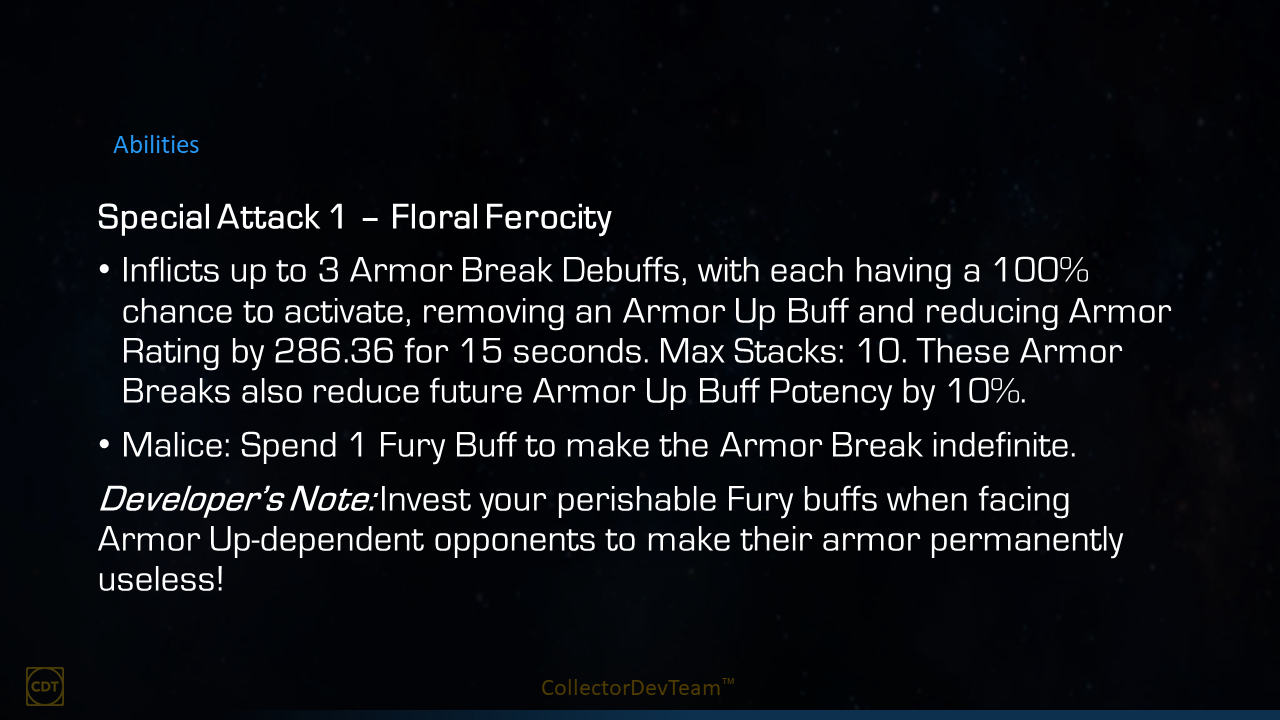 Abilities
Special Attack 1 – Floral Ferocity
• Inflicts up to 3 Armor Break Debuffs, with each having a 100%
chance to activate, removing an Armor Up Buff and reducing Armor
Rating by 286.36 for 15 seconds. Max Stacks: 10. These Armor
Breaks also reduce future Armor Up Buff Potency by 10%.
• Malice: Spend 1 Fury Buff to make the Armor Break indefinite.
Developer's Note: Invest your perishable Fury buffs when facing
Armor Up-dependent opponents to make their armor permanently
useless!
CDT
CollectorDevTeam™